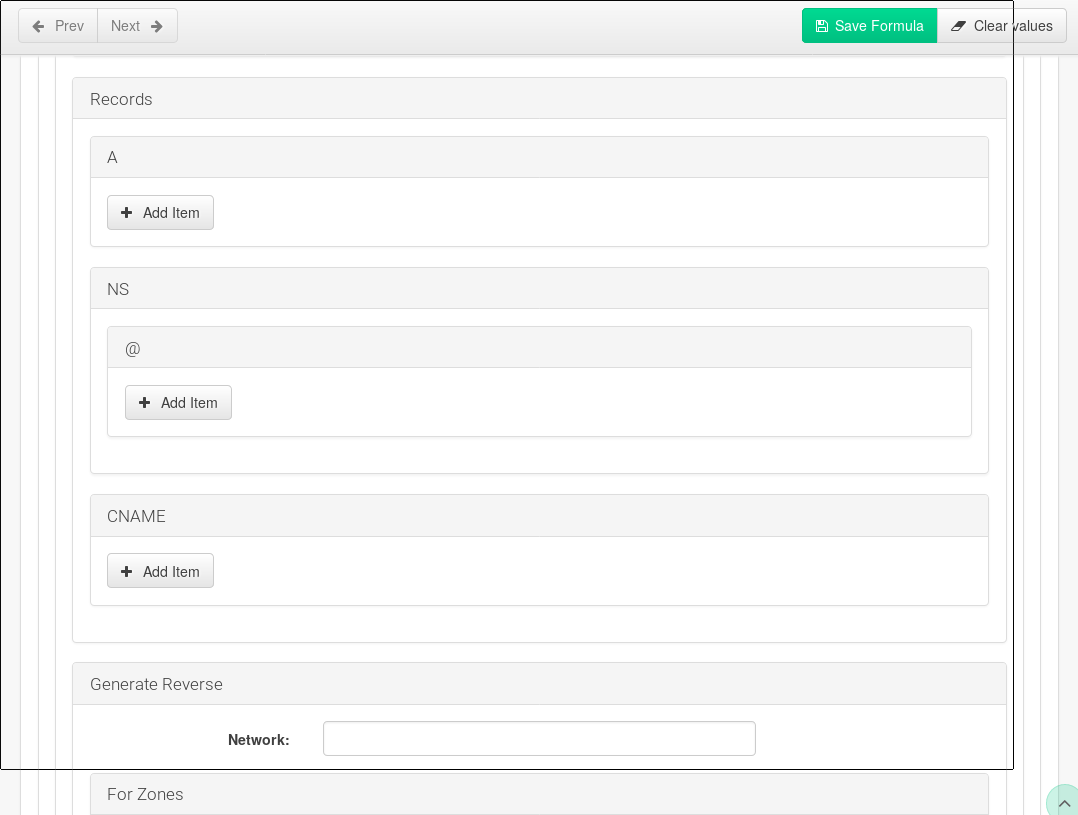 Prev Next Save Formula Clear values
Records
A
Add Item
NS
@
Add Item
CNAME
Add Item
Generate Reverse
Network:
For Zones